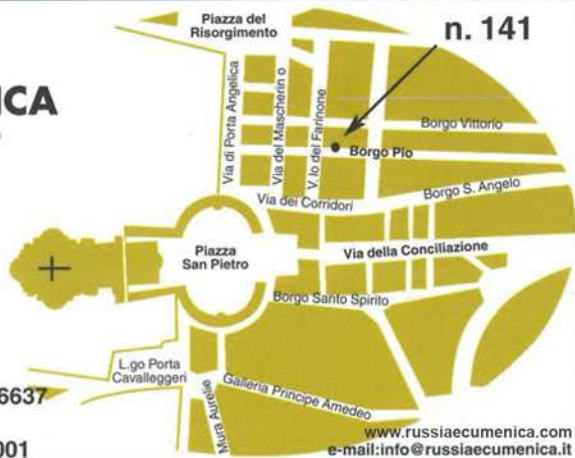 Piazza del
Risorgimento
n. 141
Via di Porta Angelica
Via del Mascherin o
V. lo del Farinone
Borgo Vittorio
Borgo Pio
Borgo S. Angelo
Via dei Corridori
Piazza
San Pietro
Via della Conciliazione
Borgo Santo Spirito
L.go Porta
Cavalleggeri
Mura Aurelie
Galleria Principe Amedeo
6637
www.russiaecumenica.com
001
e-mail:info@russiaecumenica.it